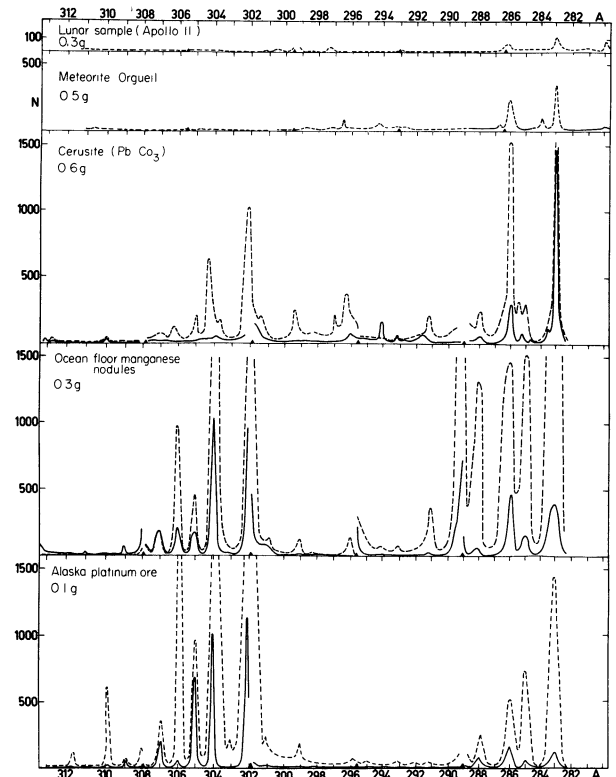 312 310 308 306 304 302 300 298 296 294 292 290 288 286 284 282 A
Lunar sample (Apollo II)
0.3g
100
500
Meteorite Orgueil
N
0.5g
1500
Cerusite (Pb Co3)
0.6g
1000
500
1500
Ocean floor manganese
nodules
0.3g
1000
500
1500
Alaska platinum ore
0.1g
1000
500
312 310 308 306 304 302 300 298 296 294 292 290 288 286 284 282 A